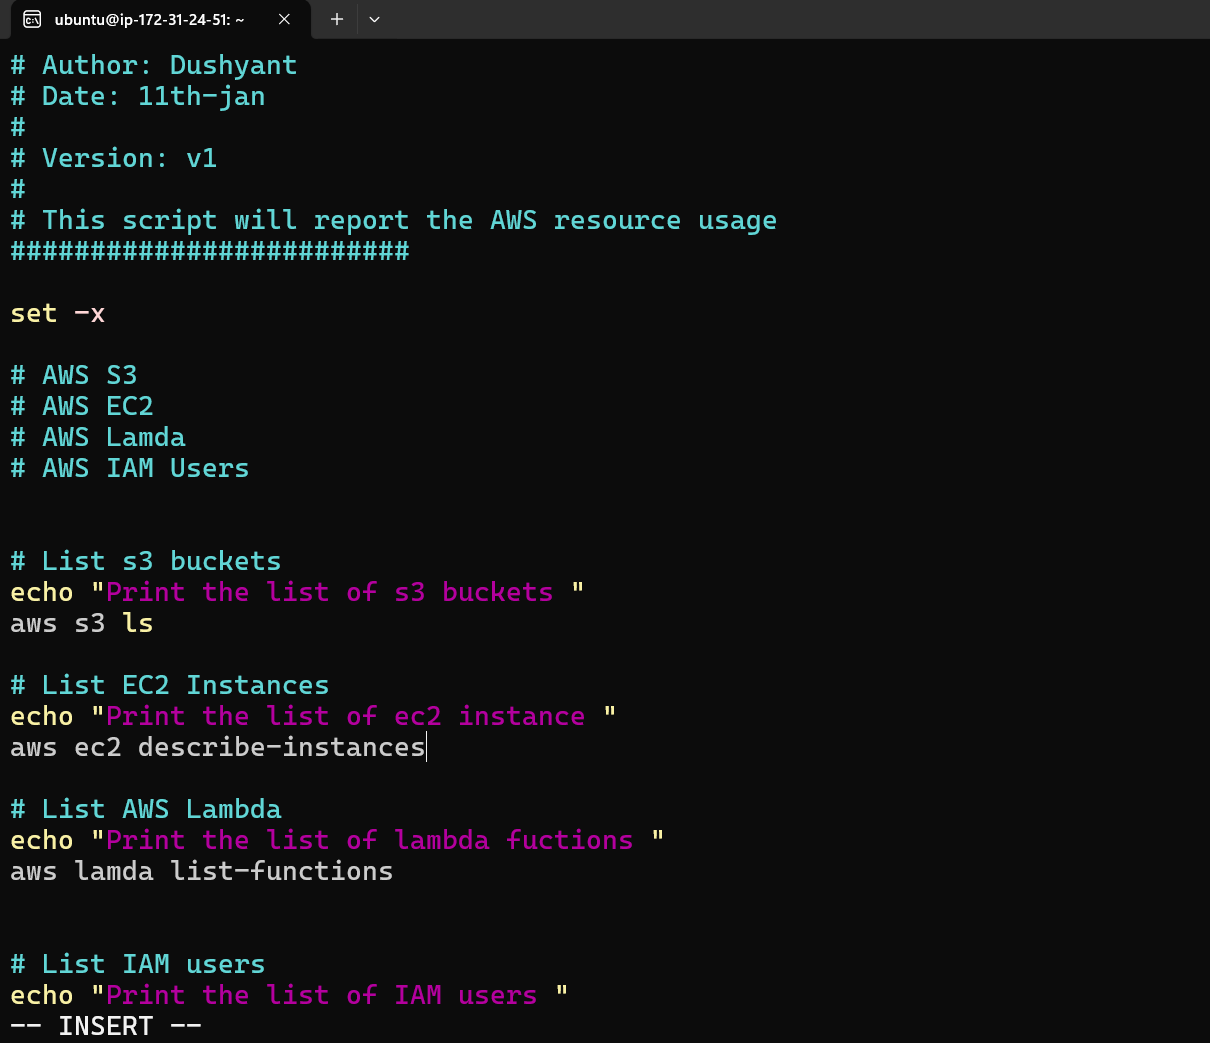 ubuntu@ip-172-31-24-51: ~
# Author: Dushyant
# Date: 11th-jan
#
# Version: v1
#
# This script will report the AWS resource usage
#########################
set -x
# AWS S3
# AWS EC2
# AWS Lamda
# AWS IAM Users
# List s3 buckets
echo "Print the list of s3 buckets "
aws s3 ls
# List EC2 Instances
echo "Print the list of ec2 instance "
aws ec2 describe-instances
# List AWS Lambda
echo "Print the list of lambda fuctions "
aws lamda list-functions
# List IAM users
echo "Print the list of IAM users "
-- INSERT --